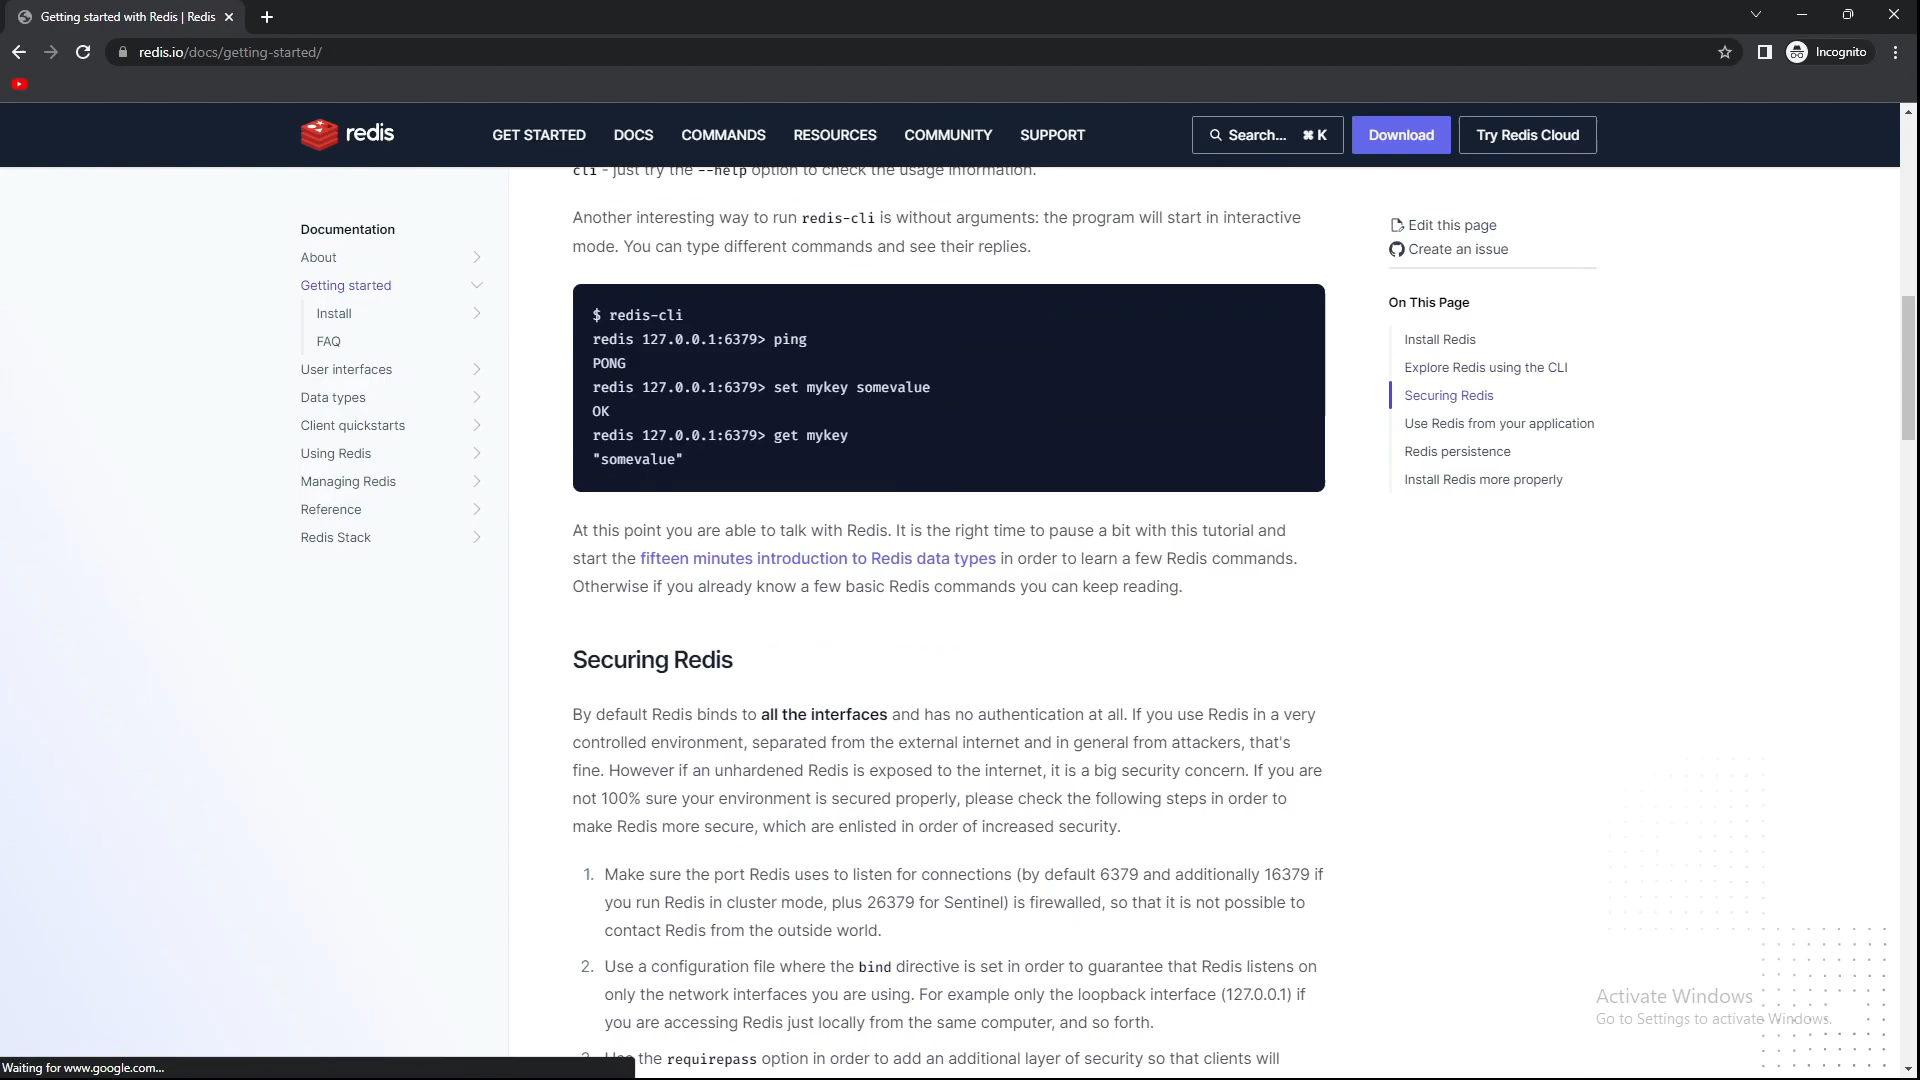 Getting started with Redis | Redis
redis.io/docs/getting-started/
Incognito
redis
GET STARTED
DOCS
COMMANDS
RESOURCES
COMMUNITY
SUPPORT
Search... ⌘ K
Download
Try Redis Cloud
Documentation
About
Getting started
Install
FAQ
User interfaces
Data types
Client quickstarts
Using Redis
Managing Redis
Reference
Redis Stack
cli - just try the --help option to check the usage information.
Another interesting way to run redis-cli is without arguments: the program will start in interactive
mode. You can type different commands and see their replies.
$ redis-cli
redis 127.0.0.1:6379> ping
PONG
redis 127.0.0.1:6379> set mykey somevalue
OK
redis 127.0.0.1:6379> get mykey
"somevalue"
At this point you are able to talk with Redis. It is the right time to pause a bit with this tutorial and
start the fifteen minutes introduction to Redis data types in order to learn a few Redis commands.
Otherwise if you already know a few basic Redis commands you can keep reading.
Securing Redis
By default Redis binds to all the interfaces and has no authentication at all. If you use Redis in a very
controlled environment, separated from the external internet and in general from attackers, that's
fine. However if an unhardened Redis is exposed to the internet, it is a big security concern. If you are
not 100% sure your environment is secured properly, please check the following steps in order to
make Redis more secure, which are enlisted in order of increased security.
1. Make sure the port Redis uses to listen for connections (by default 6379 and additionally 16379 if
you run Redis in cluster mode, plus 26379 for Sentinel) is firewalled, so that it is not possible to
contact Redis from the outside world.
2. Use a configuration file where the bind directive is set in order to guarantee that Redis listens on
only the network interfaces you are using. For example only the loopback interface (127.0.0.1) if
you are accessing Redis just locally from the same computer, and so forth.
3. Use the requirepass option in order to add an additional layer of security so that clients will
Edit this page
Create an issue
On This Page
Install Redis
Explore Redis using the CLI
Securing Redis
Use Redis from your application
Redis persistence
Install Redis more properly
Activate Windows
Go to Settings to activate Windows.
Waiting for www.google.com...